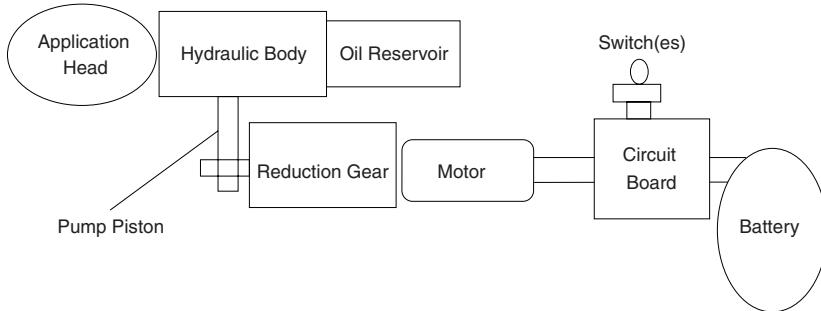 Application
Head
Hydraulic Body
Oil Reservoir
Switch(es)
Reduction Gear
Motor
Circuit
Board
Pump Piston
Battery